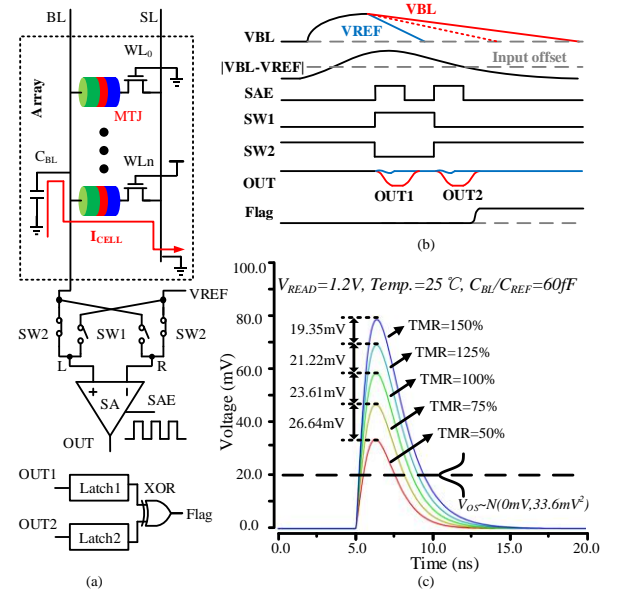 BL
SL
WL0
Array
MTJ
CBL
WLn
ICELL
VREF
SW2
SW1
SW2
L
R
+
−
SA
SAE
OUT
OUT1
Latch1
XOR
Flag
OUT2
Latch2
(a)
VBL
VBL
VREF
|VBL-VREF|
Input offset
SAE
SW1
SW2
OUT
OUT1
OUT2
Flag
(b)
100.0
VREAD=1.2V, Temp.=25 ℃, CBL/CREF=60fF
80.0
60.0
40.0
20.0
0.0
Voltage (mV)
19.35mV
21.22mV
23.61mV
26.64mV
TMR=150%
TMR=125%
TMR=100%
TMR=75%
TMR=50%
VOS~N(0mV,33.6mV²)
0.0
5.0
10.0
15.0
20.0
Time (ns)
(c)